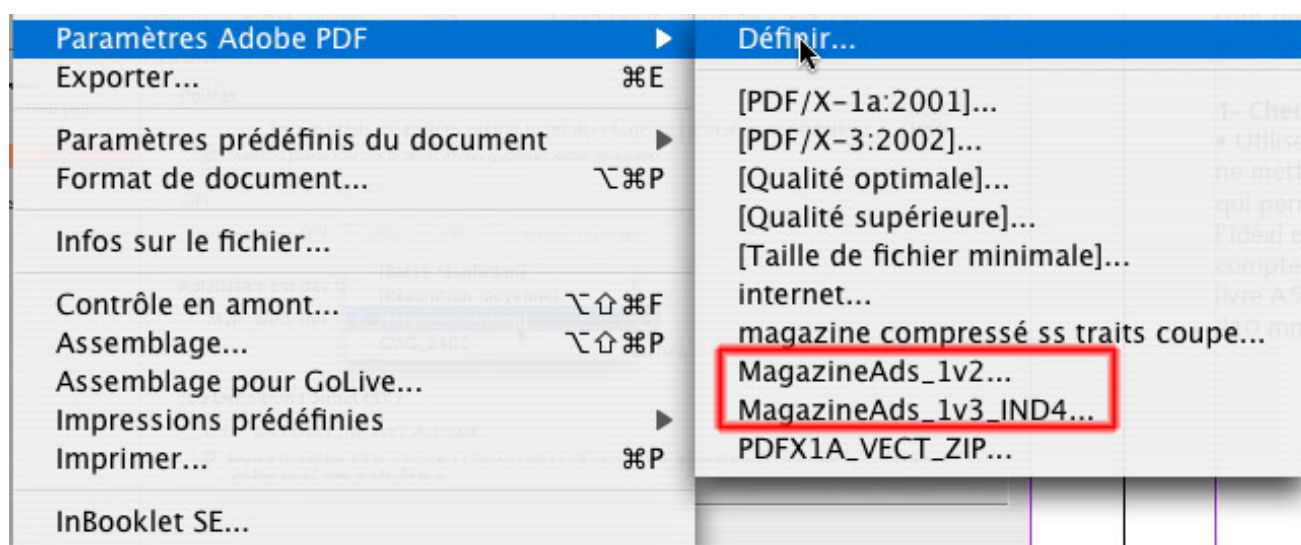 Paramètres Adobe PDF ▶
Exporter... ⌘E
Paramètres prédéfinis du document ▶
Format de document... ⌥⌘P
Infos sur le fichier...
Contrôle en amont... ⌥⇧⌘F
Assemblage... ⌥⇧⌘P
Assemblage pour GoLive...
Impressions prédéfinies ▶
Imprimer... ⌘P
InBooklet SE...
Définir...
[PDF/X-1a:2001]...
[PDF/X-3:2002]...
[Qualité optimale]...
[Qualité supérieure]...
[Taille de fichier minimale]...
internet...
magazine compressé ss traits coupe...
MagazineAds_1v2...
MagazineAds_1v3_IND4...
PDFX1A_VECT_ZIP...